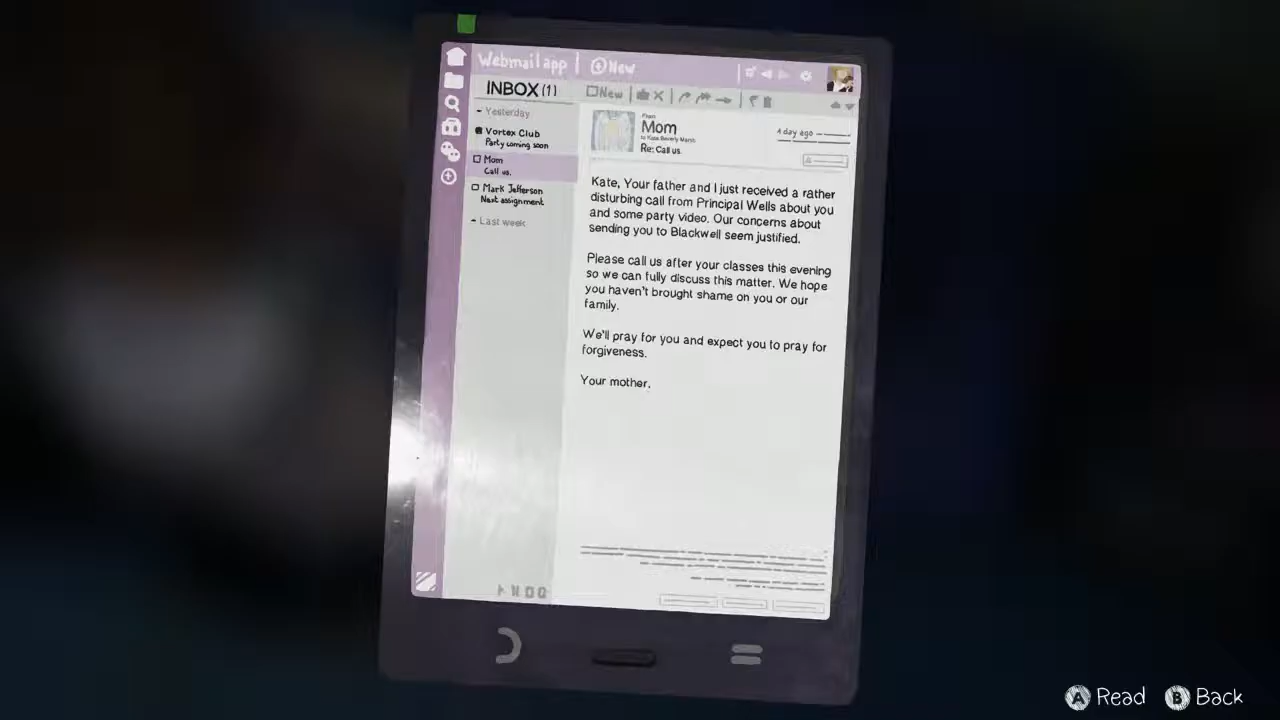 Webmail app | New
INBOX (1)
New
- Yesterday
Vortex Club
Party coming soon
Mom
Call us.
Mark Jefferson
Next assignment
- Last week
From
Mom
to Kate Beverly Marsh
Re: Call us.
A day ago
Kate, Your father and I just received a rather
disturbing call from Principal Wells about you
and some party video. Our concerns about
sending you to Blackwell seem justified.
Please call us after your classes this evening
so we can fully discuss this matter. We hope
you haven't brought shame on you or our
family.
We'll pray for you and expect you to pray for
forgiveness.
Your mother.
A Read B Back